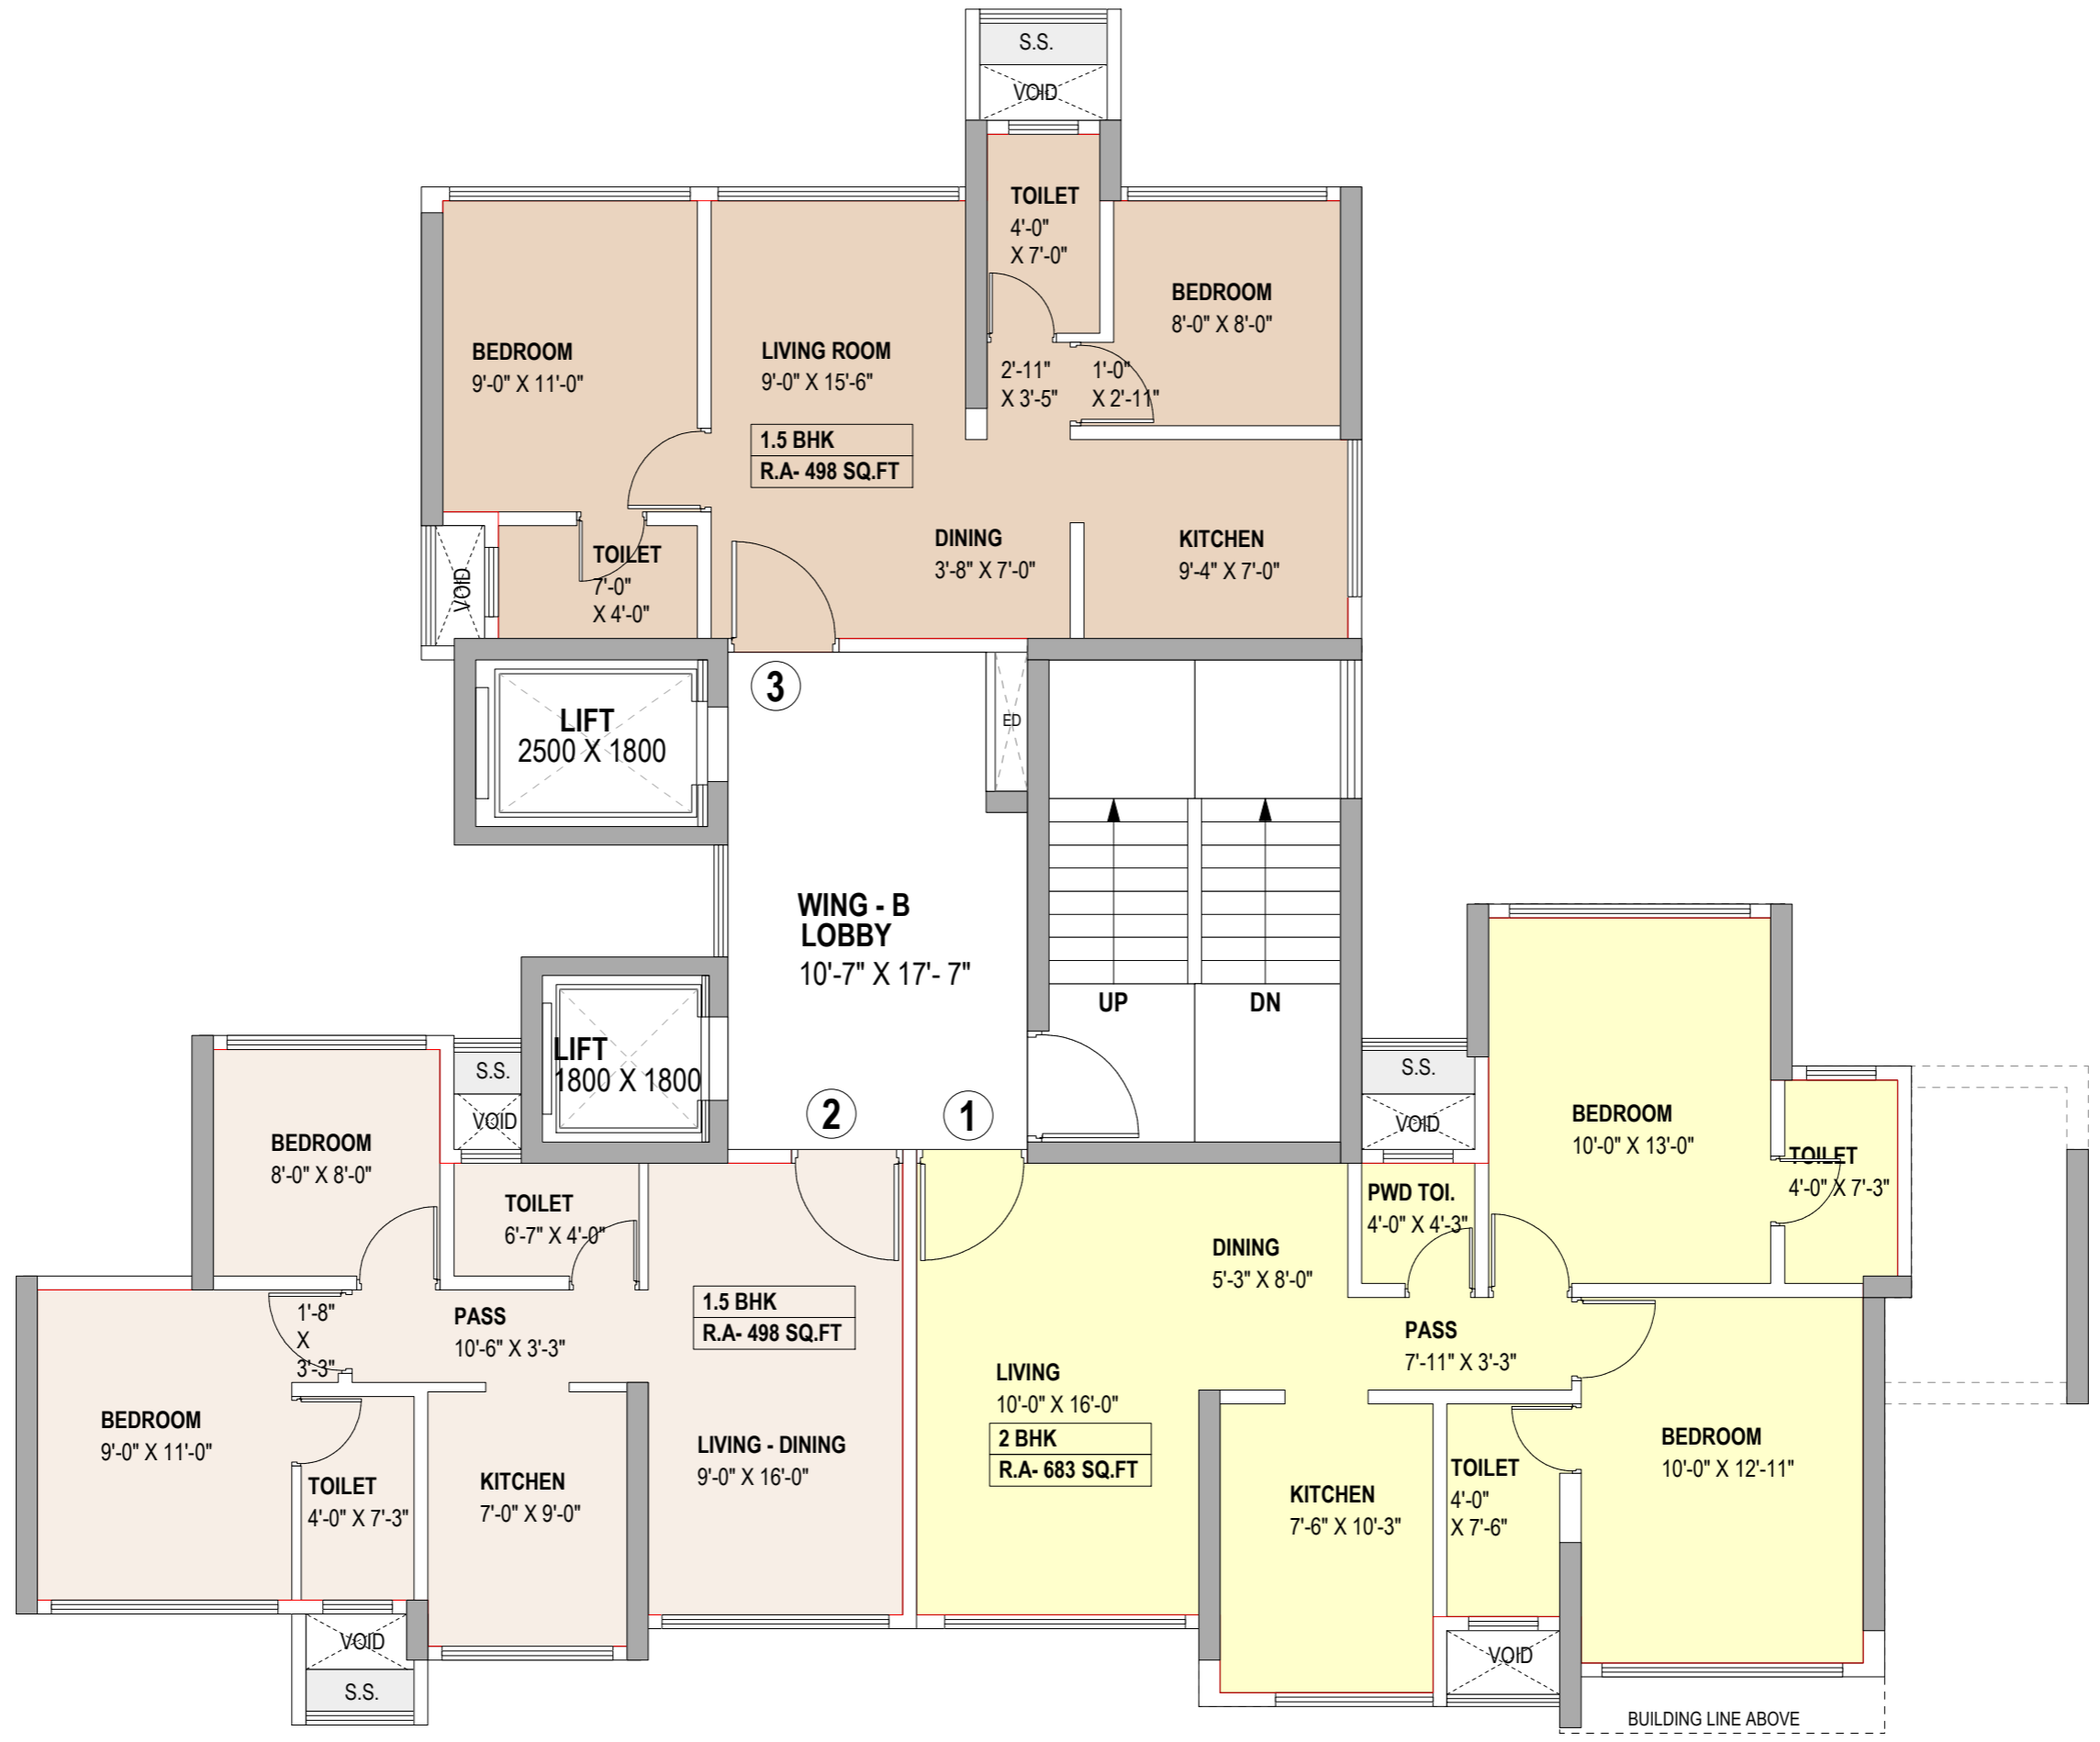 S.S.
VOID
TOILET
4'-0"
X 7'-0"
BEDROOM
8'-0" X 8'-0"
BEDROOM
9'-0" X 11'-0"
LIVING ROOM
9'-0" X 15'-6"
2'-11"
X 3'-5"
1'-0"
X 2'-11"
1.5 BHK
R.A- 498 SQ.FT
DINING
3'-8" X 7'-0"
KITCHEN
9'-4" X 7'-0"
TOILET
7'-0"
X 4'-0"
VOID
3
LIFT
2500 X 1800
ED
WING - B
LOBBY
10'-7" X 17'- 7"
UP
DN
LIFT
1800 X 1800
2
1
S.S.
VOID
BEDROOM
8'-0" X 8'-0"
TOILET
6'-7" X 4'-0"
1'-8"
X
3'-3"
PASS
10'-6" X 3'-3"
1.5 BHK
R.A- 498 SQ.FT
BEDROOM
9'-0" X 11'-0"
TOILET
4'-0" X 7'-3"
KITCHEN
7'-0" X 9'-0"
LIVING - DINING
9'-0" X 16'-0"
VOID
S.S.
S.S.
VOID
BEDROOM
10'-0" X 13'-0"
TOILET
4'-0" X 7'-3"
PWD TOI.
4'-0" X 4'-3"
DINING
5'-3" X 8'-0"
PASS
7'-11" X 3'-3"
LIVING
10'-0" X 16'-0"
2 BHK
R.A- 683 SQ.FT
KITCHEN
7'-6" X 10'-3"
TOILET
4'-0"
X 7'-6"
BEDROOM
10'-0" X 12'-11"
VOID
BUILDING LINE ABOVE